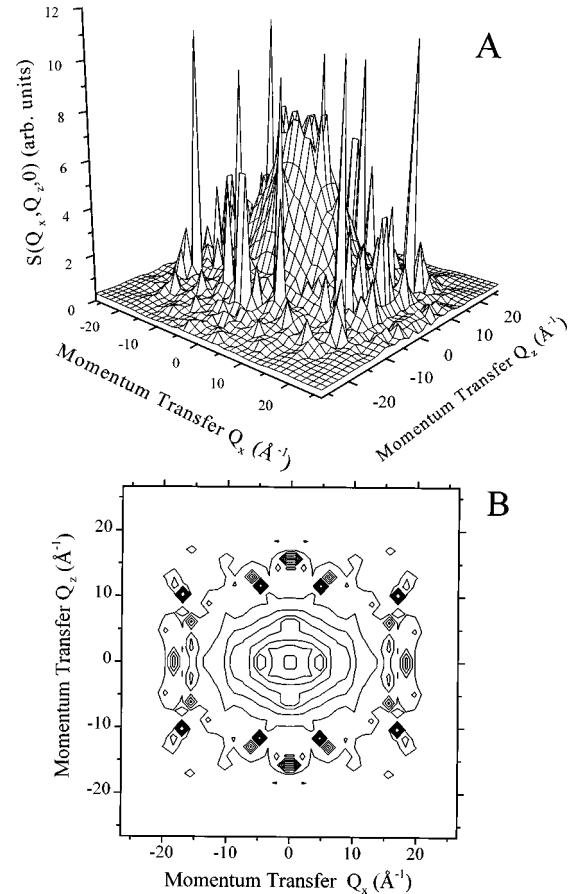 A
S(Q_x,Q_z,0) (arb. units)
12
10
8
6
4
2
0
-20
-10
0
10
20
Momentum Transfer Q_x (Å^-1)
-20
-10
0
10
20
Momentum Transfer Q_z (Å^-1)
B
Momentum Transfer Q_z (Å^-1)
20
10
0
-10
-20
-20 -10 0 10 20
Momentum Transfer Q_x (Å^-1)